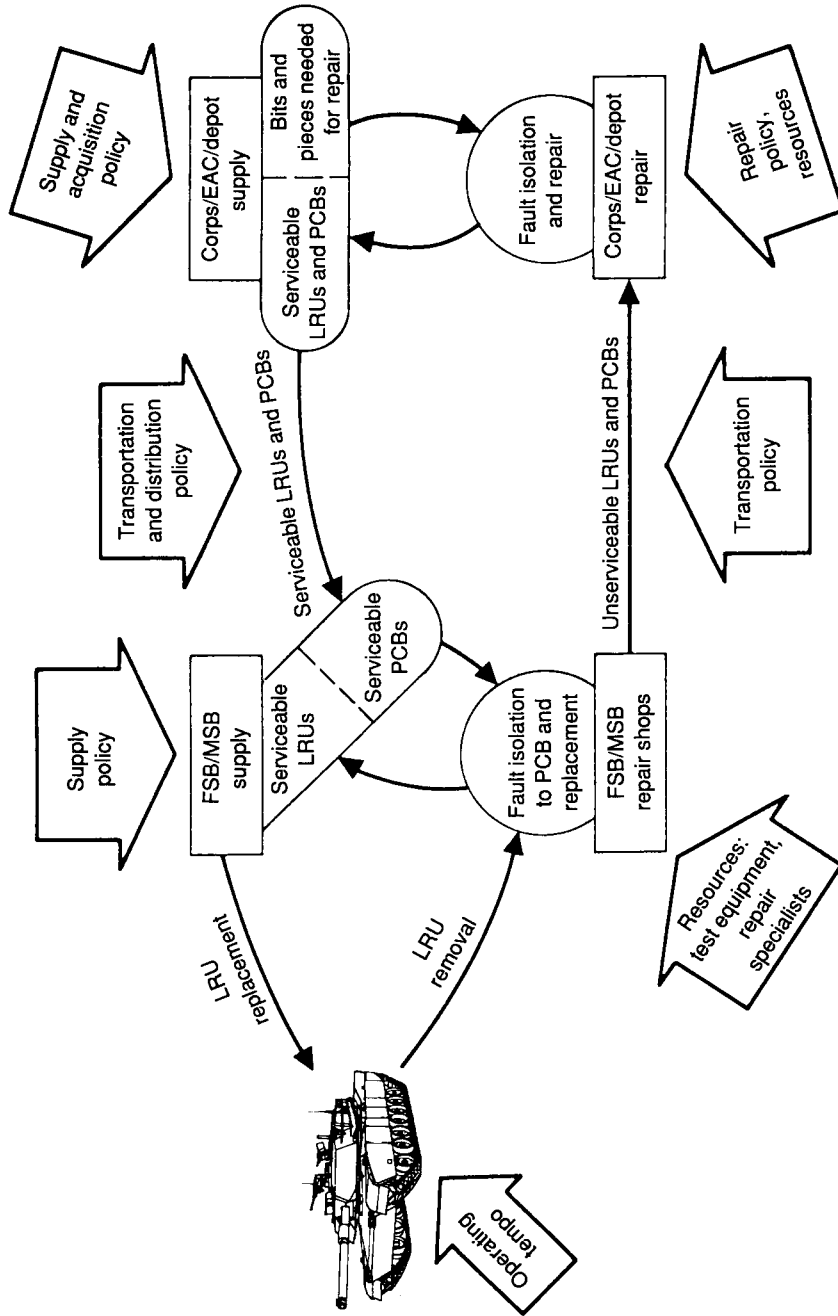 Supply and
acquisition
policy
Corps/EAC/depot
supply
Bits and
pieces needed
for repair
Serviceable
LRUs and PCBs
Fault isolation
and repair
Corps/EAC/depot
repair
Repair
policy,
resources
Transportation
and distribution
policy
Serviceable LRUs and PCBs
Unserviceable LRUs and PCBs
Transportation
policy
Supply
policy
FSB/MSB
supply
Serviceable
LRUs
Serviceable
PCBs
Fault isolation
to PCB and
replacement
FSB/MSB
repair shops
Resources:
test equipment,
repair
specialists
LRU
replacement
LRU
removal
Operating
tempo